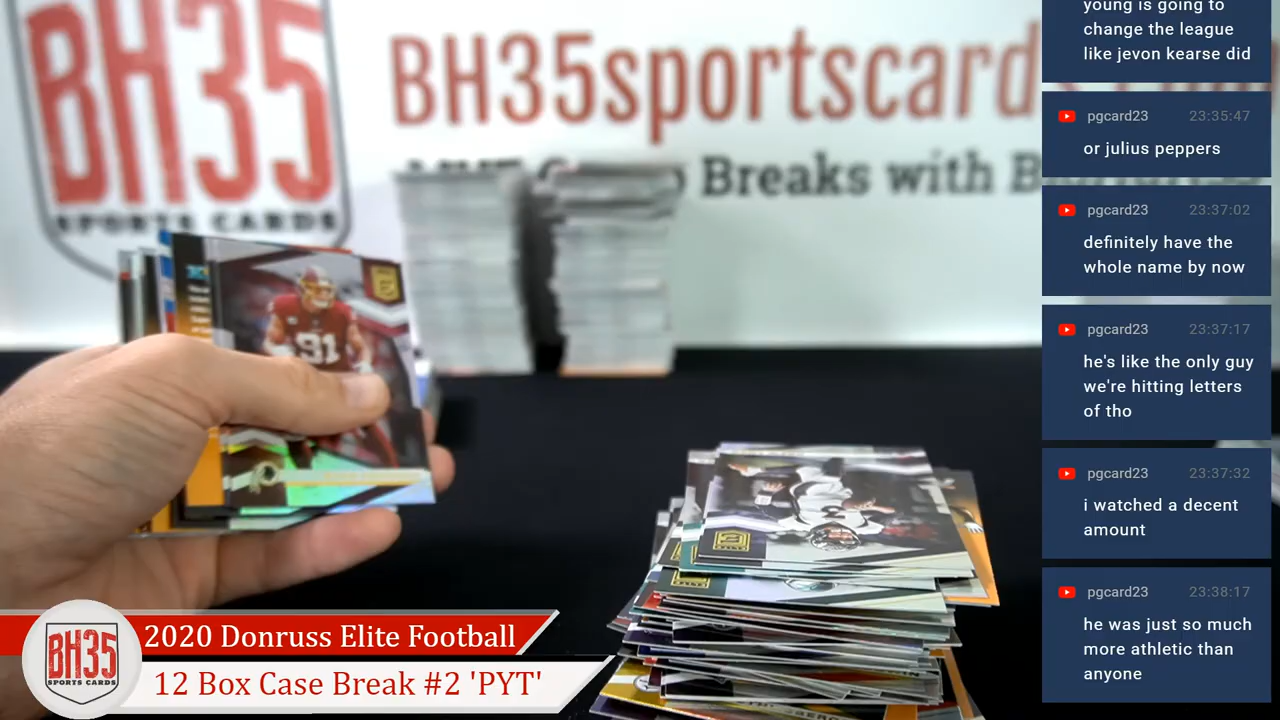 BH35
SPORTS CARDS
BH35sportscard
Breaks with
91
young is going to
change the league
like jevon kearse did
pgcard23 23:35:47
or julius peppers
pgcard23 23:37:02
definitely have the
whole name by now
pgcard23 23:37:17
he's like the only guy
we're hitting letters
of tho
pgcard23 23:37:32
i watched a decent
amount
pgcard23 23:38:17
he was just so much
more athletic than
anyone
BH35
SPORTS CARDS
2020 Donruss Elite Football
12 Box Case Break #2 'PYT'